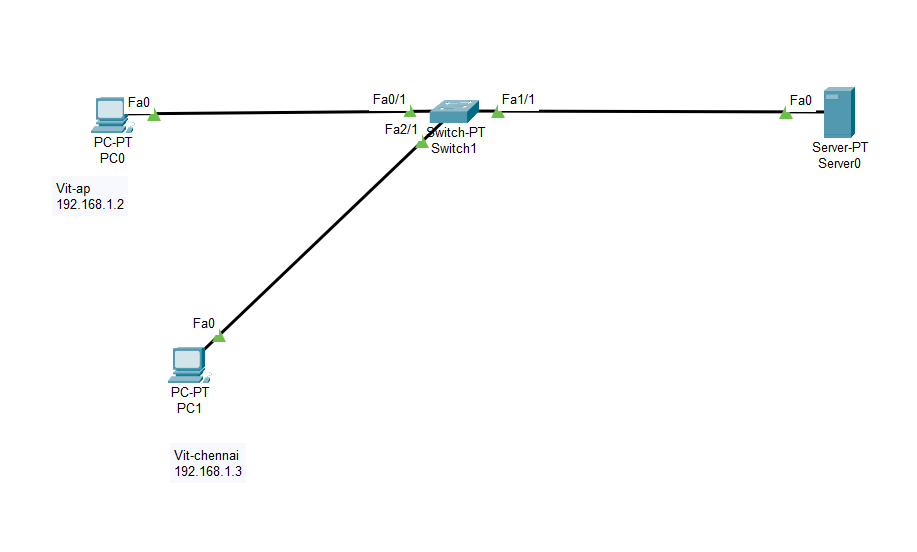 Fa0
Fa0/1
Fa1/1
Fa0
Fa2/1
PC-PT
PC0
Switch-PT
Switch1
Server-PT
Server0
Vit-ap
192.168.1.2
Fa0
PC-PT
PC1
Vit-chennai
192.168.1.3